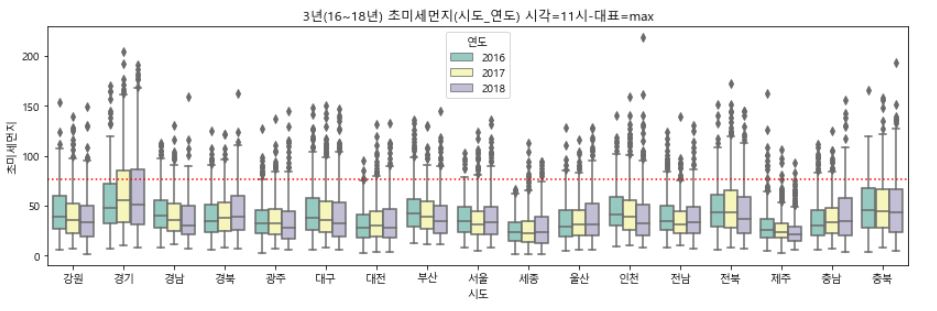 3년(16~18년) 초미세먼지(시도_연도) 시각=11시-대표=max
연도
2016
2017
2018
초미세먼지
200
150
100
50
0
강원 경기 경남 경북 광주 대구 대전 부산 서울 세종 울산 인천 전남 전북 제주 충남 충북
시도